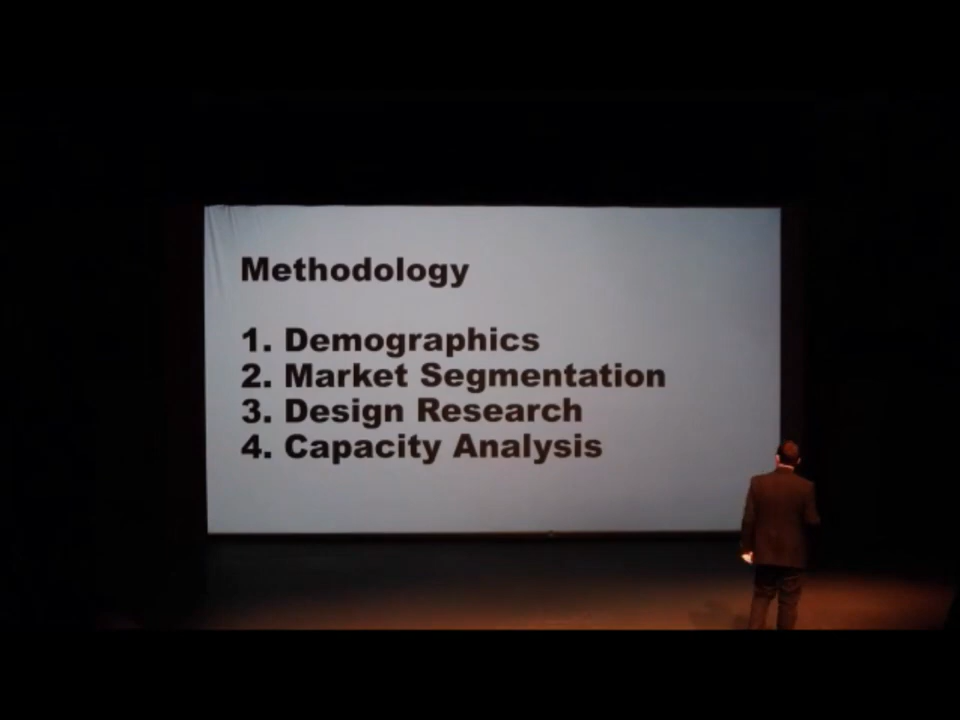 Methodology
1. Demographics
2. Market Segmentation
3. Design Research
4. Capacity Analysis